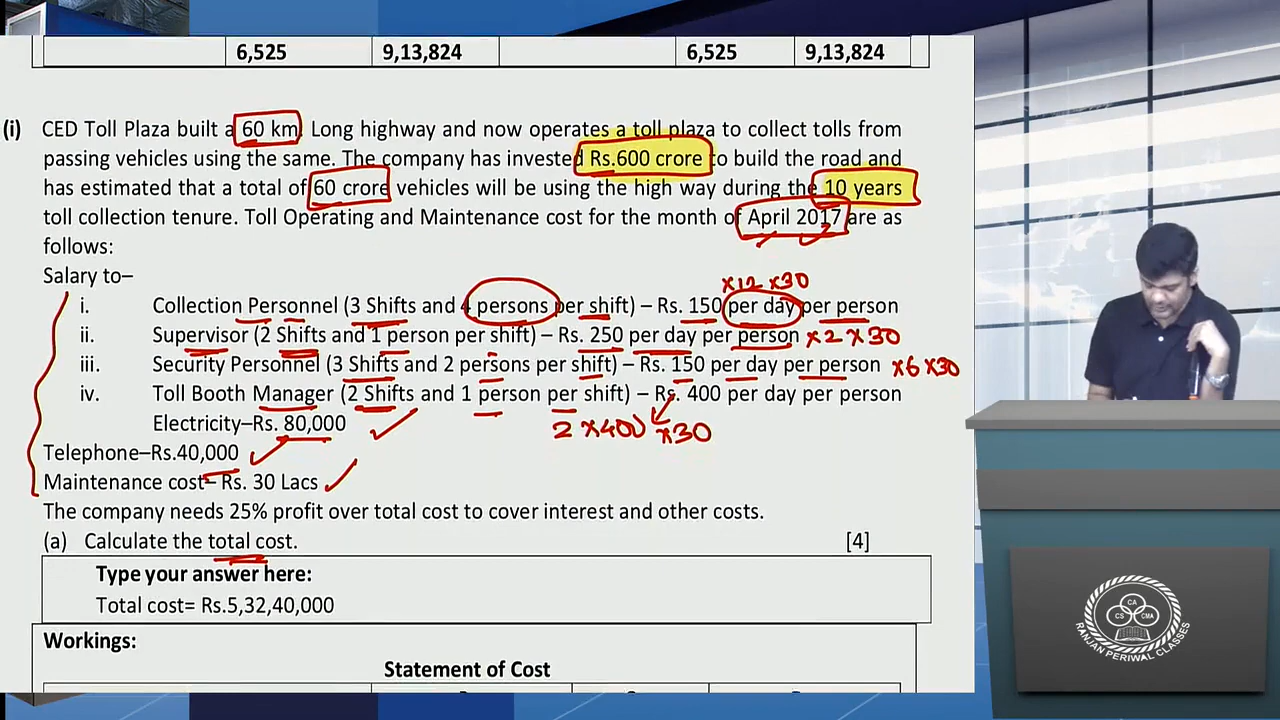 6,525 9,13,824 6,525 9,13,824
(i) CED Toll Plaza built a 60 km. Long highway and now operates a toll plaza to collect tolls from
passing vehicles using the same. The company has invested Rs.600 crore to build the road and
has estimated that a total of 60 crore vehicles will be using the high way during the 10 years
toll collection tenure. Toll Operating and Maintenance cost for the month of April 2017 are as
follows:
Salary to–
×12 ×30
i. Collection Personnel (3 Shifts and 4 persons per shift) – Rs. 150 per day per person
ii. Supervisor (2 Shifts and 1 person per shift) – Rs. 250 per day per person ×2×30
iii. Security Personnel (3 Shifts and 2 persons per shift) – Rs. 150 per day per person ×6×30
iv. Toll Booth Manager (2 Shifts and 1 person per shift) – Rs. 400 per day per person
Electricity–Rs. 80,000 2×400 ×30
Telephone–Rs.40,000
Maintenance cost– Rs. 30 Lacs
The company needs 25% profit over total cost to cover interest and other costs.
(a) Calculate the total cost. [4]
Type your answer here:
Total cost= Rs.5,32,40,000
Workings:
Statement of Cost
CA
CS CMA
RANJAN PERIWAL CLASSES